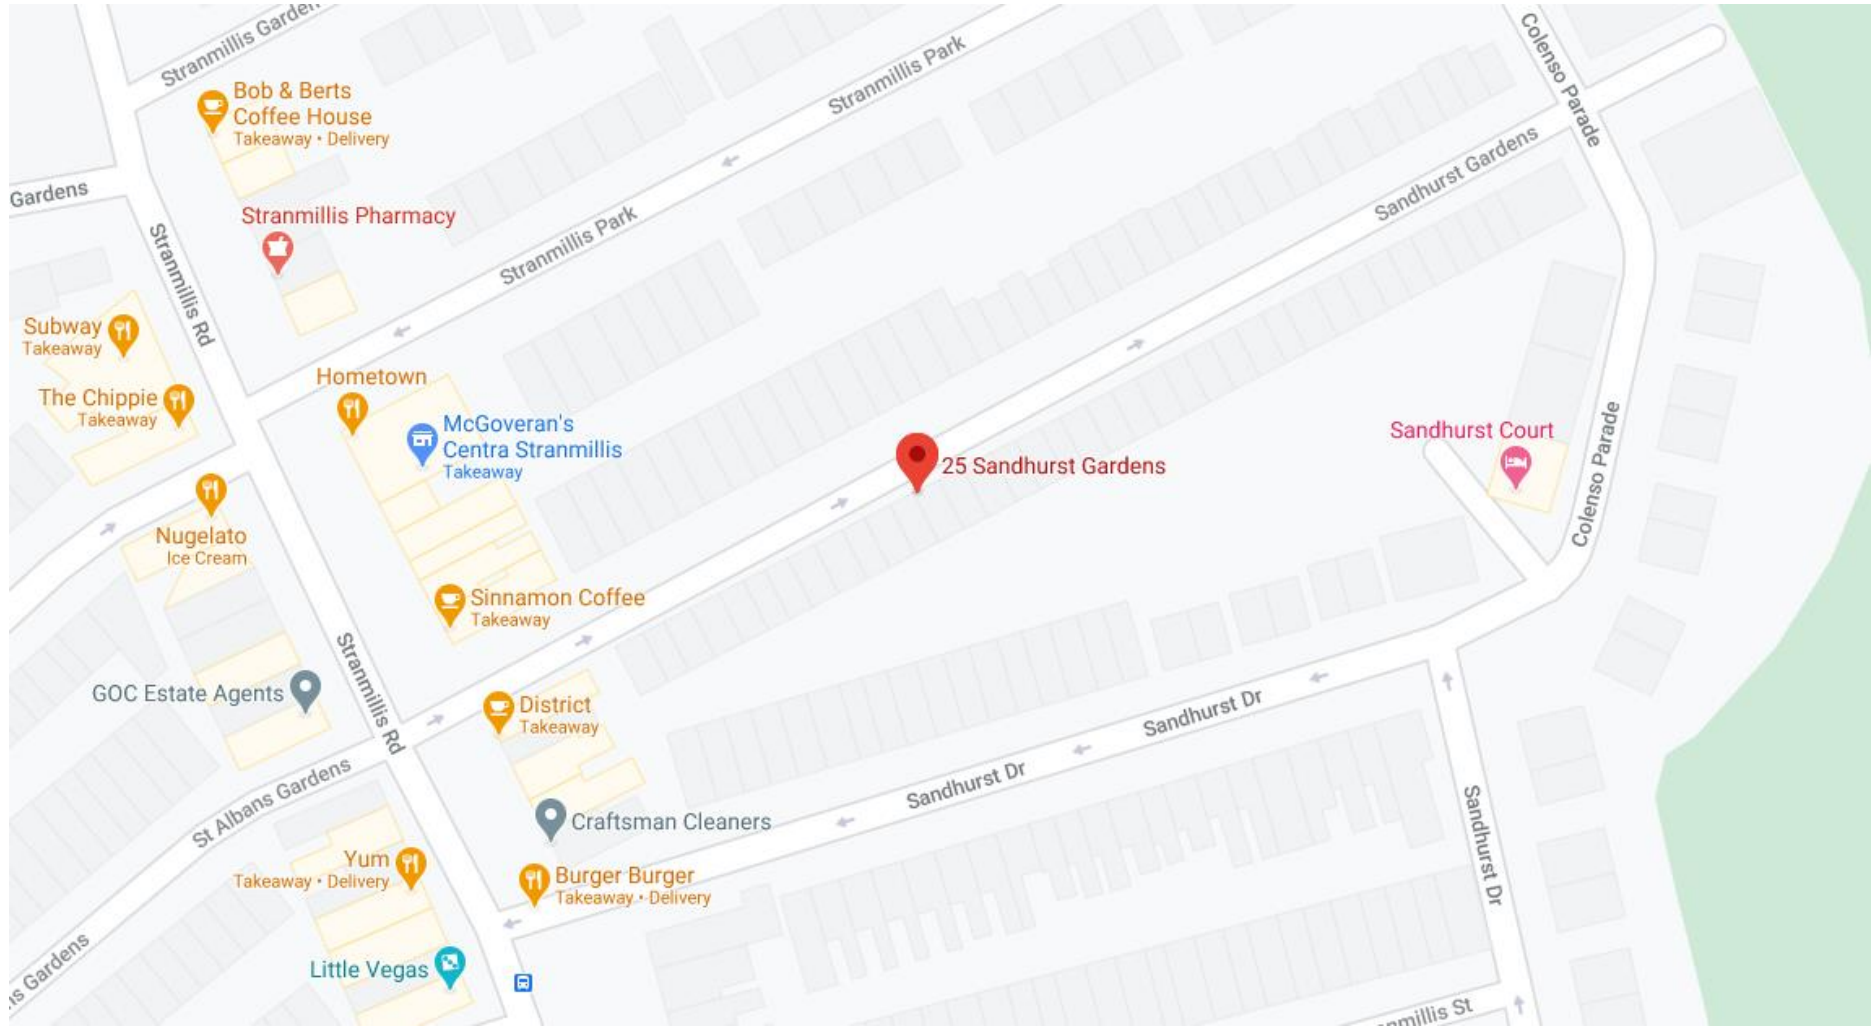 Stranmillis Garden
Colenso Parade
Stranmillis Park
Bob & Berts
Coffee House
Takeaway • Delivery
Gardens
Stranmillis Pharmacy
Stranmillis Park
Sandhurst Gardens
Stranmillis Rd
Subway
Takeaway
The Chippie
Takeaway
Hometown
McGoveran's
Centra Stranmillis
Takeaway
25 Sandhurst Gardens
Sandhurst Court
Colenso Parade
Nugelato
Ice Cream
Sinnamon Coffee
Takeaway
GOC Estate Agents
Stranmillis Rd
District
Takeaway
Sandhurst Dr
Sandhurst Dr
St Albans Gardens
Craftsman Cleaners
Sandhurst Dr
Yum
Takeaway • Delivery
Burger Burger
Takeaway • Delivery
Little Vegas
s Gardens
nmillis St